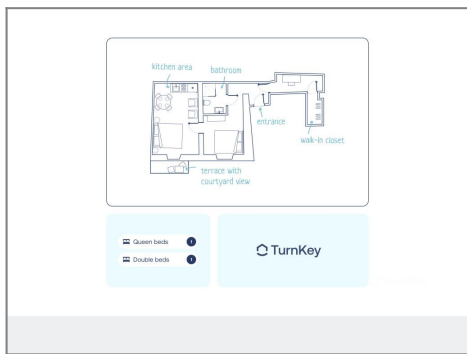 kitchen area
bathroom
entrance
walk-in closet
terrace with
courtyard view
Queen beds 1
Double beds 1
TurnKey